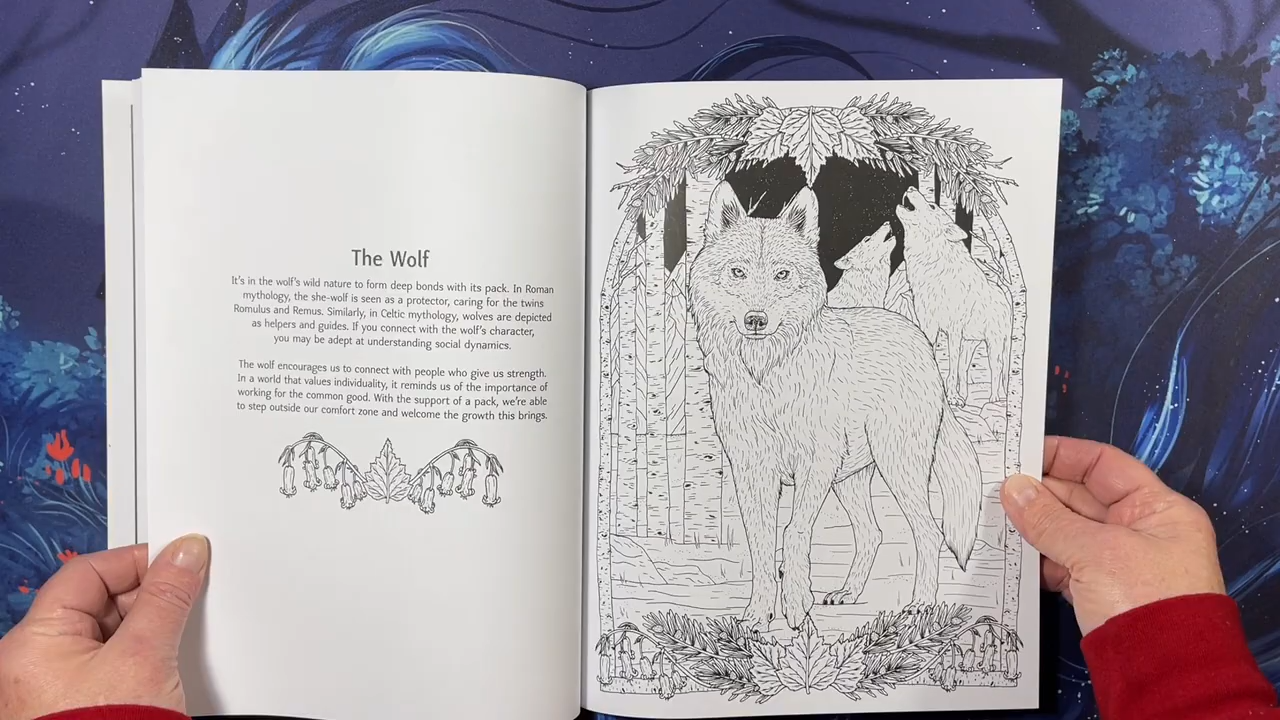 The Wolf
It's in the wolf's wild nature to form deep bonds with its pack. In Roman
mythology, the she-wolf is seen as a protector, caring for the twins
Romulus and Remus. Similarly, in Celtic mythology, wolves are depicted
as helpers and guides. If you connect with the wolf's character,
you may be adept at understanding social dynamics.
The wolf encourages us to connect with people who give us strength.
In a world that values individuality, it reminds us of the importance of
working for the common good. With the support of a pack, we're able
to step outside our comfort zone and welcome the growth this brings.